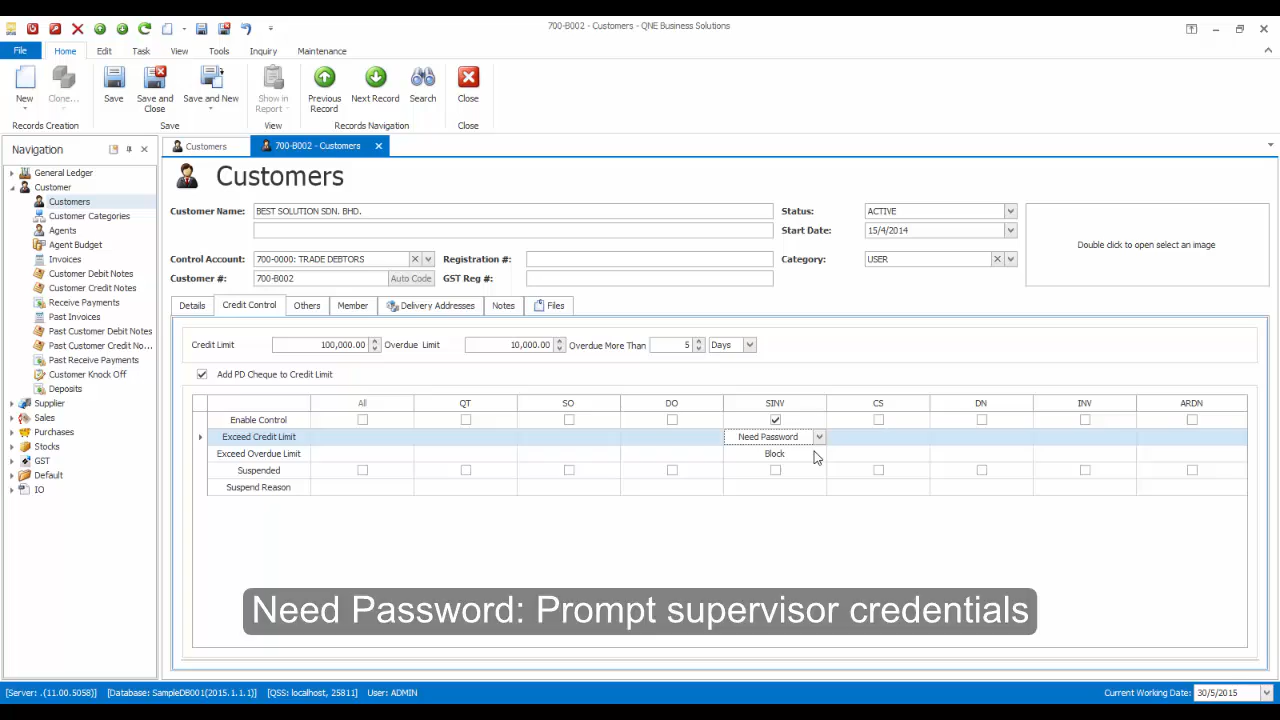 700-B002 - Customers - QNE Business Solutions
File Home Edit Task View Tools Inquiry Maintenance
New Clone... Save Save and Close Save and New Show in Report Previous Record Next Record Search Close
Records Creation Save View Records Navigation Close
Navigation
General Ledger
Customer
Customers
Customer Categories
Agents
Agent Budget
Invoices
Customer Debit Notes
Customer Credit Notes
Receive Payments
Past Invoices
Past Customer Debit Notes
Past Customer Credit No...
Past Receive Payments
Customer Knock Off
Deposits
Supplier
Sales
Purchases
Stocks
GST
Default
IO
Customers 700-B002 - Customers
Customers
Customer Name: BEST SOLUTION SDN. BHD. Status: ACTIVE
Start Date: 15/4/2014
Control Account: 700-0000: TRADE DEBTORS Registration #: Category: USER
Customer #: 700-B002 Auto Code GST Reg #:
Double click to open select an image
Details Credit Control Others Member Delivery Addresses Notes Files
Credit Limit 100,000.00 Overdue Limit 10,000.00 Overdue More Than 5 Days
Add PD Cheque to Credit Limit
All QT SO DO SINV CS DN INV ARDN
Enable Control
Exceed Credit Limit Need Password
Exceed Overdue Limit Block
Suspended
Suspend Reason
Need Password: Prompt supervisor credentials
[Server: .(11.00.5058)] [Database: SampleDB001(2015.1.1.1)] [QSS: localhost, 25811] User: ADMIN Current Working Date: 30/5/2015